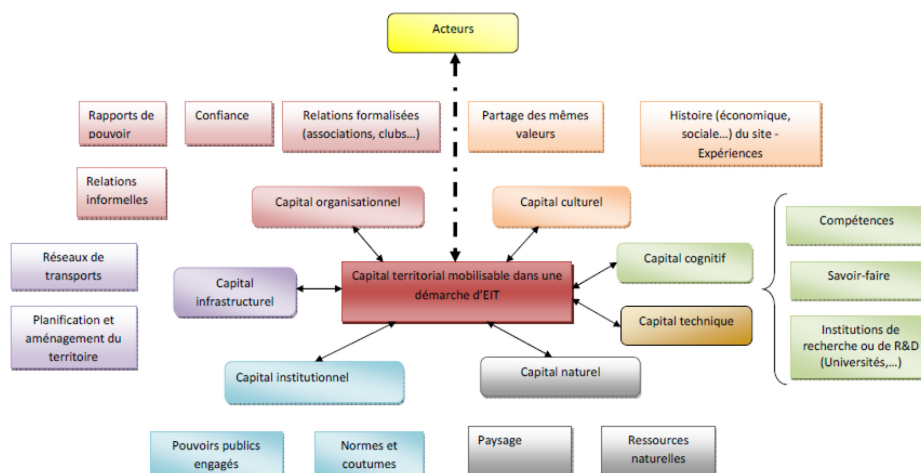 Acteurs
Rapports de
pouvoir
Confiance
Relations formalisées
(associations, clubs...)
Partage des mêmes
valeurs
Histoire (économique,
sociale...) du site -
Expériences
Relations
informelles
Capital organisationnel
Capital culturel
Compétences
Réseaux de
transports
Capital
infrastructurel
Capital territorial mobilisable dans une
démarche d'EIT
Capital cognitif
Savoir-faire
Planification et
aménagement du
territoire
Capital technique
Institutions de
recherche ou de R&D
(Universités,...)
Capital institutionnel
Capital naturel
Pouvoirs publics
engagés
Normes et
coutumes
Paysage
Ressources
naturelles